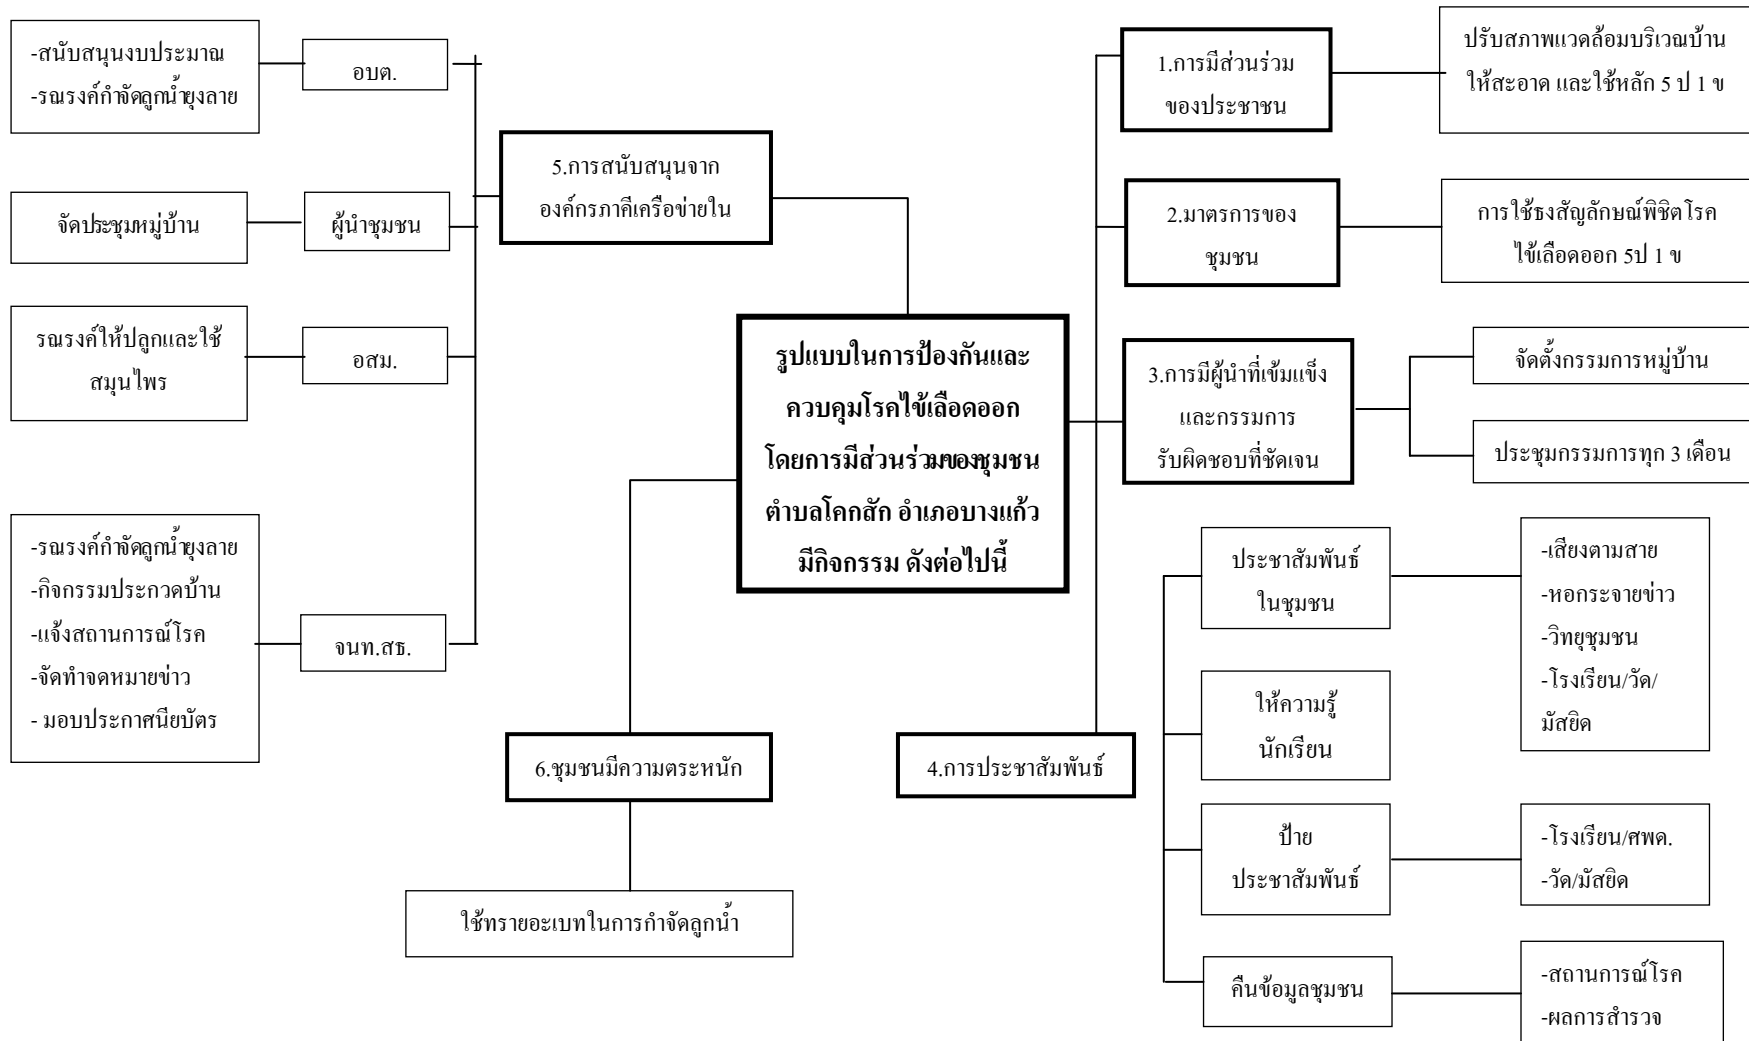 -สนับสนุนงบประมาณ
-รณรงค์กำจัดลูกน้ำยุงลาย
อบต.
จัดประชุมหมู่บ้าน
ผู้นำชุมชน
รณรงค์ให้ปลูกและใช้
สมุนไพร
อสม.
-รณรงค์กำจัดลูกน้ำยุงลาย
-กิจกรรมประกวดบ้าน
-แจ้งสถานการณ์โรค
-จัดทำจดหมายข่าว
- มอบประกาศนียบัตร
จนท.สธ.
5.การสนับสนุนจาก
องค์กรภาคีเครือข่ายใน
รูปแบบในการป้องกันและ
ควบคุมโรคไข้เลือดออก
โดยการมีส่วนร่วมของชุมชน
ตำบลโคกสัก อำเภอบางแก้ว
มีกิจกรรม ดังต่อไปนี้
6.ชุมชนมีความตระหนัก
ใช้ทรายอะเบทในการกำจัดลูกน้ำ
1.การมีส่วนร่วม
ของประชาชน
ปรับสภาพแวดล้อมบริเวณบ้าน
ให้สะอาด และใช้หลัก 5 ป 1 ข
2.มาตรการของ
ชุมชน
การใช้ธงสัญลักษณ์พิชิตโรค
ไข้เลือดออก 5ป 1 ข
3.การมีผู้นำที่เข้มแข็ง
และกรรมการ
รับผิดชอบที่ชัดเจน
จัดตั้งกรรมการหมู่บ้าน
ประชุมกรรมการทุก 3 เดือน
4.การประชาสัมพันธ์
ประชาสัมพันธ์
ในชุมชน
-เสียงตามสาย
-หอกระจายข่าว
-วิทยุชุมชน
-โรงเรียน/วัด/
มัสยิด
ให้ความรู้
นักเรียน
ป้าย
ประชาสัมพันธ์
-โรงเรียน/ศพด.
-วัด/มัสยิด
คืนข้อมูลชุมชน
-สถานการณ์โรค
-ผลการสำรวจ